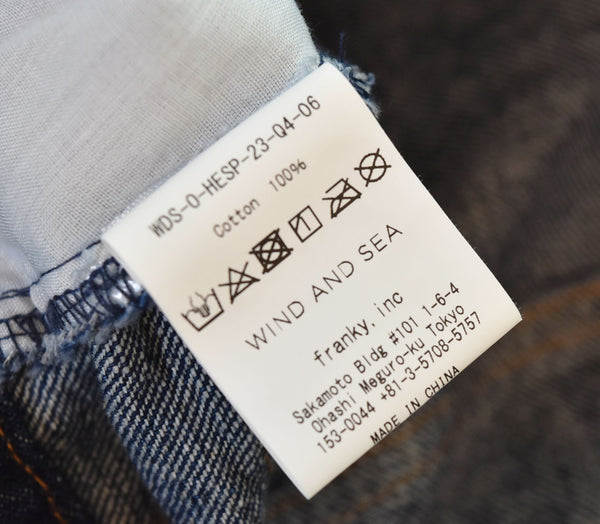 WDS-O-HESP-23-Q4-06
Cotton 100%
WIND AND SEA
franky, inc
Sakamoto Bldg #101 1-6-4
Ohashi Meguro-ku Tokyo
153-0044 +81-3-5708-5757
MADE IN CHINA